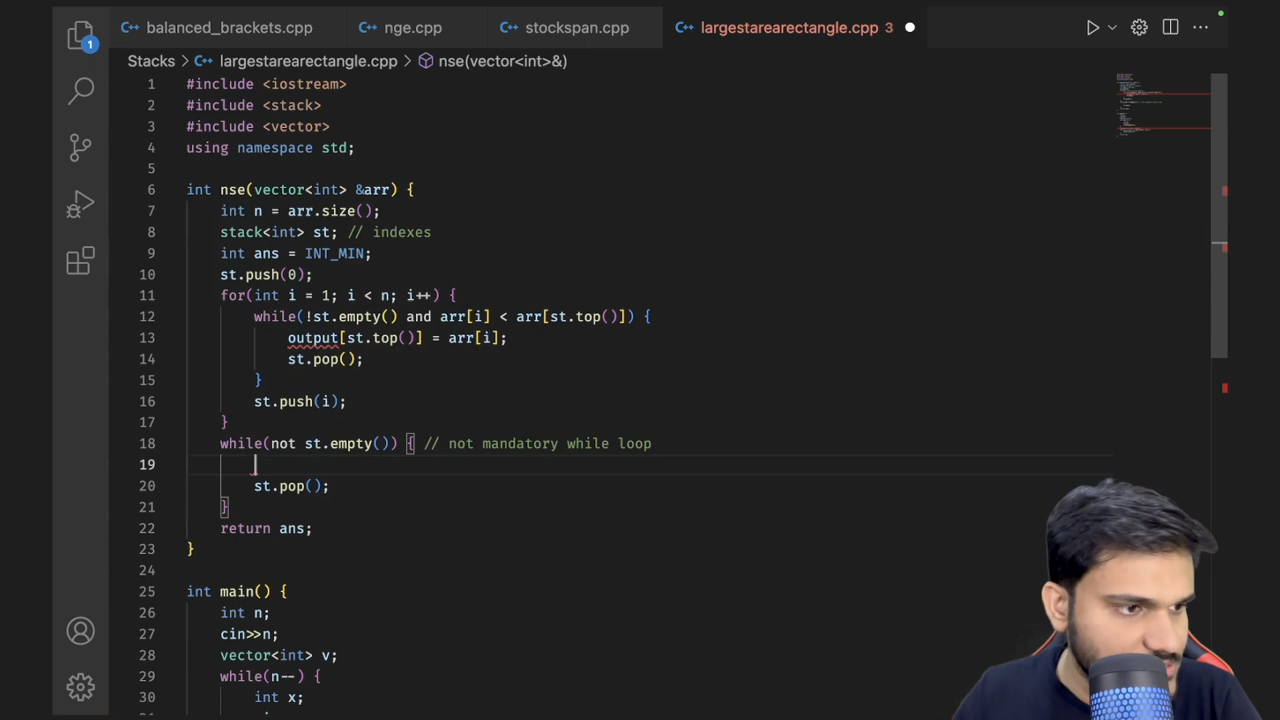 balanced_brackets.cpp
nge.cpp
stockspan.cpp
largestarearectangle.cpp 3
1
Stacks > largestarearectangle.cpp > nse(vector<int>&)
1 #include <iostream>
2 #include <stack>
3 #include <vector>
4 using namespace std;
5
6 int nse(vector<int> &arr) {
7 int n = arr.size();
8 stack<int> st; // indexes
9 int ans = INT_MIN;
10 st.push(0);
11 for(int i = 1; i < n; i++) {
12 while(!st.empty() and arr[i] < arr[st.top()]) {
13 output[st.top()] = arr[i];
14 st.pop();
15 }
16 st.push(i);
17 }
18 while(not st.empty()) { // not mandatory while loop
19
20 st.pop();
21 }
22 return ans;
23 }
24
25 int main() {
26 int n;
27 cin>>n;
28 vector<int> v;
29 while(n--) {
30 int x;